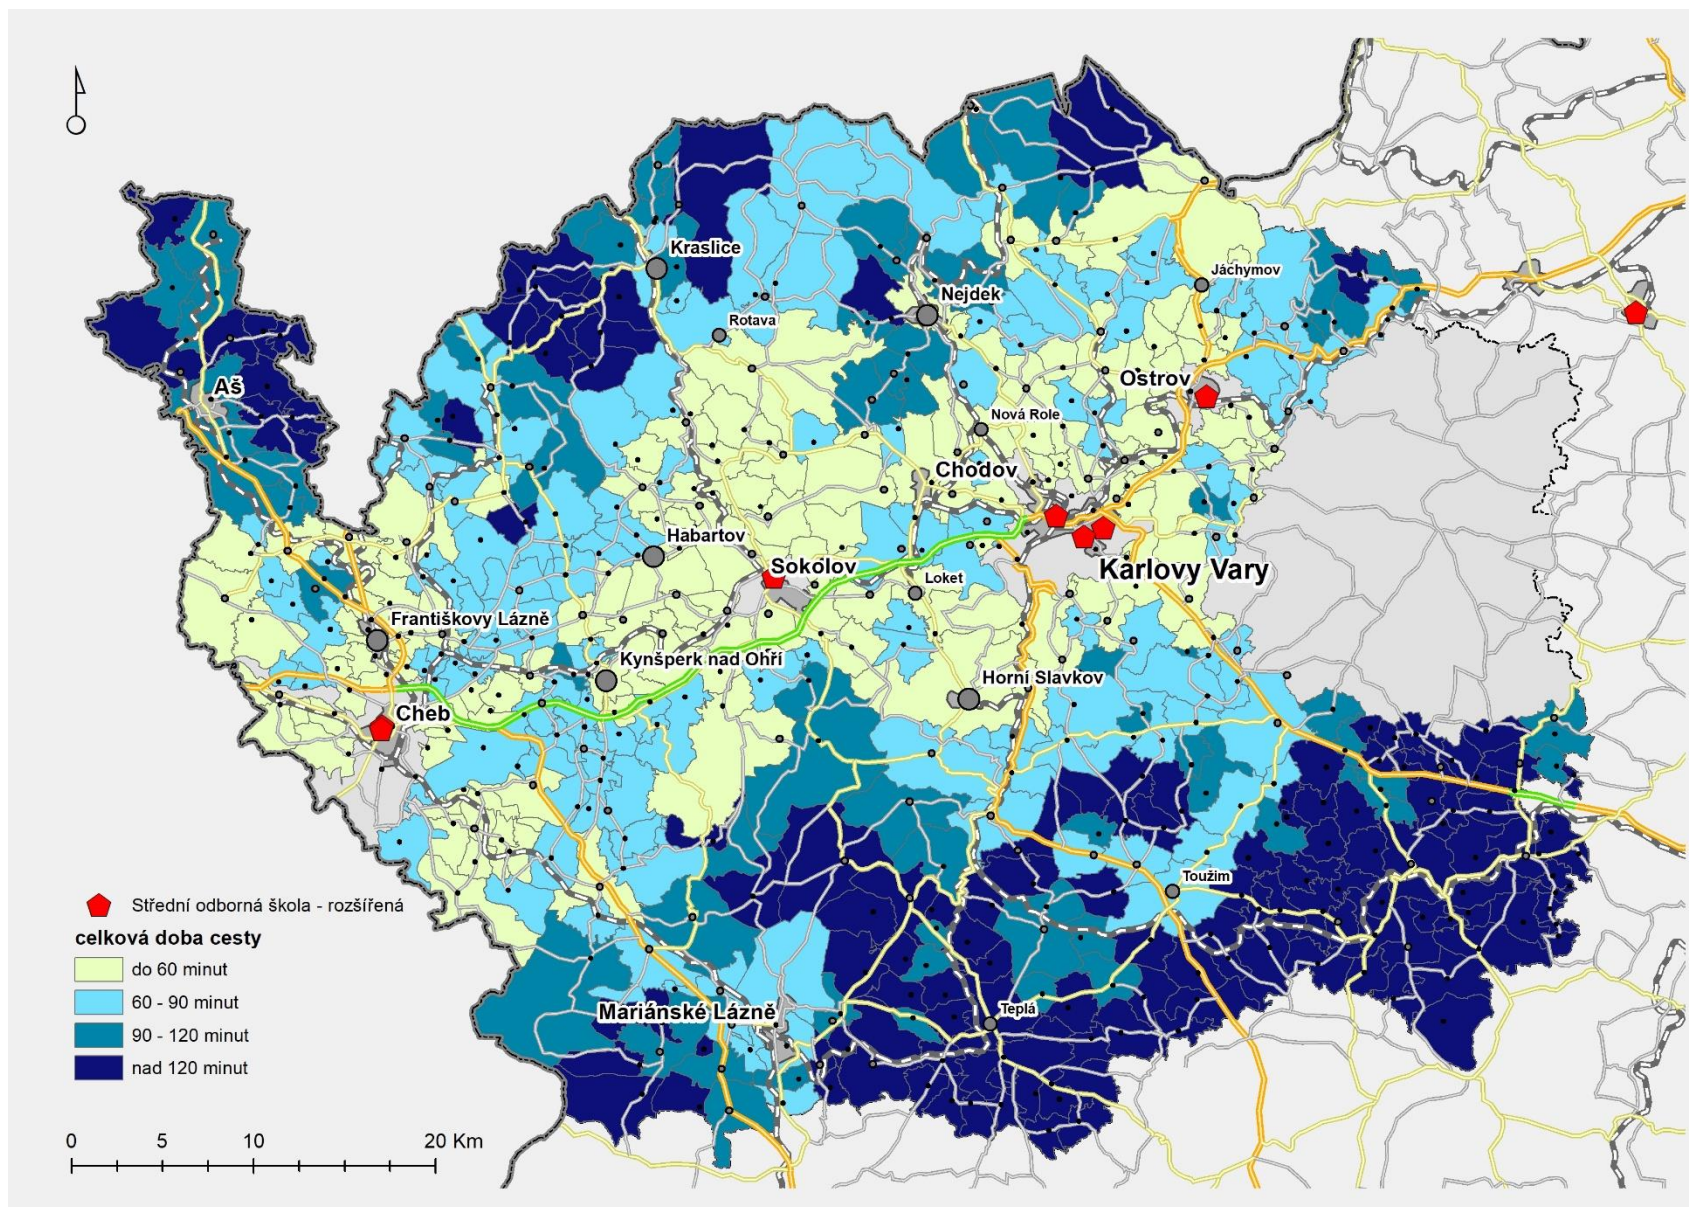 Kraslice
Jáchymov
Nejdek
Rotava
Aš
Ostrov
Nová Role
Chodov
Habartov
Sokolov
Karlovy Vary
Loket
Františkovy Lázně
Kynšperk nad Ohří
Horní Slavkov
Cheb
Toužim
Střední odborná škola - rozšířená
celková doba cesty
do 60 minut
60 - 90 minut
90 - 120 minut
nad 120 minut
Mariánské Lázně
Teplá
0 5 10 20 Km